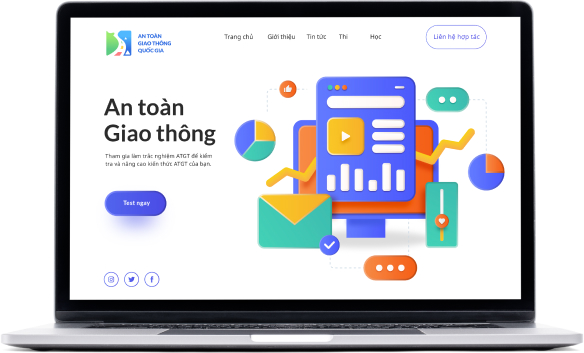 AN TOÀN
GIAO THÔNG
QUỐC GIA
Trang chủ Giới thiệu Tin tức Thi Học
Liên hệ hợp tác
An toàn
Giao thông
Tham gia làm trắc nghiệm ATGT để kiểm
tra và nâng cao kiến thức ATGT của bạn.
Test ngay